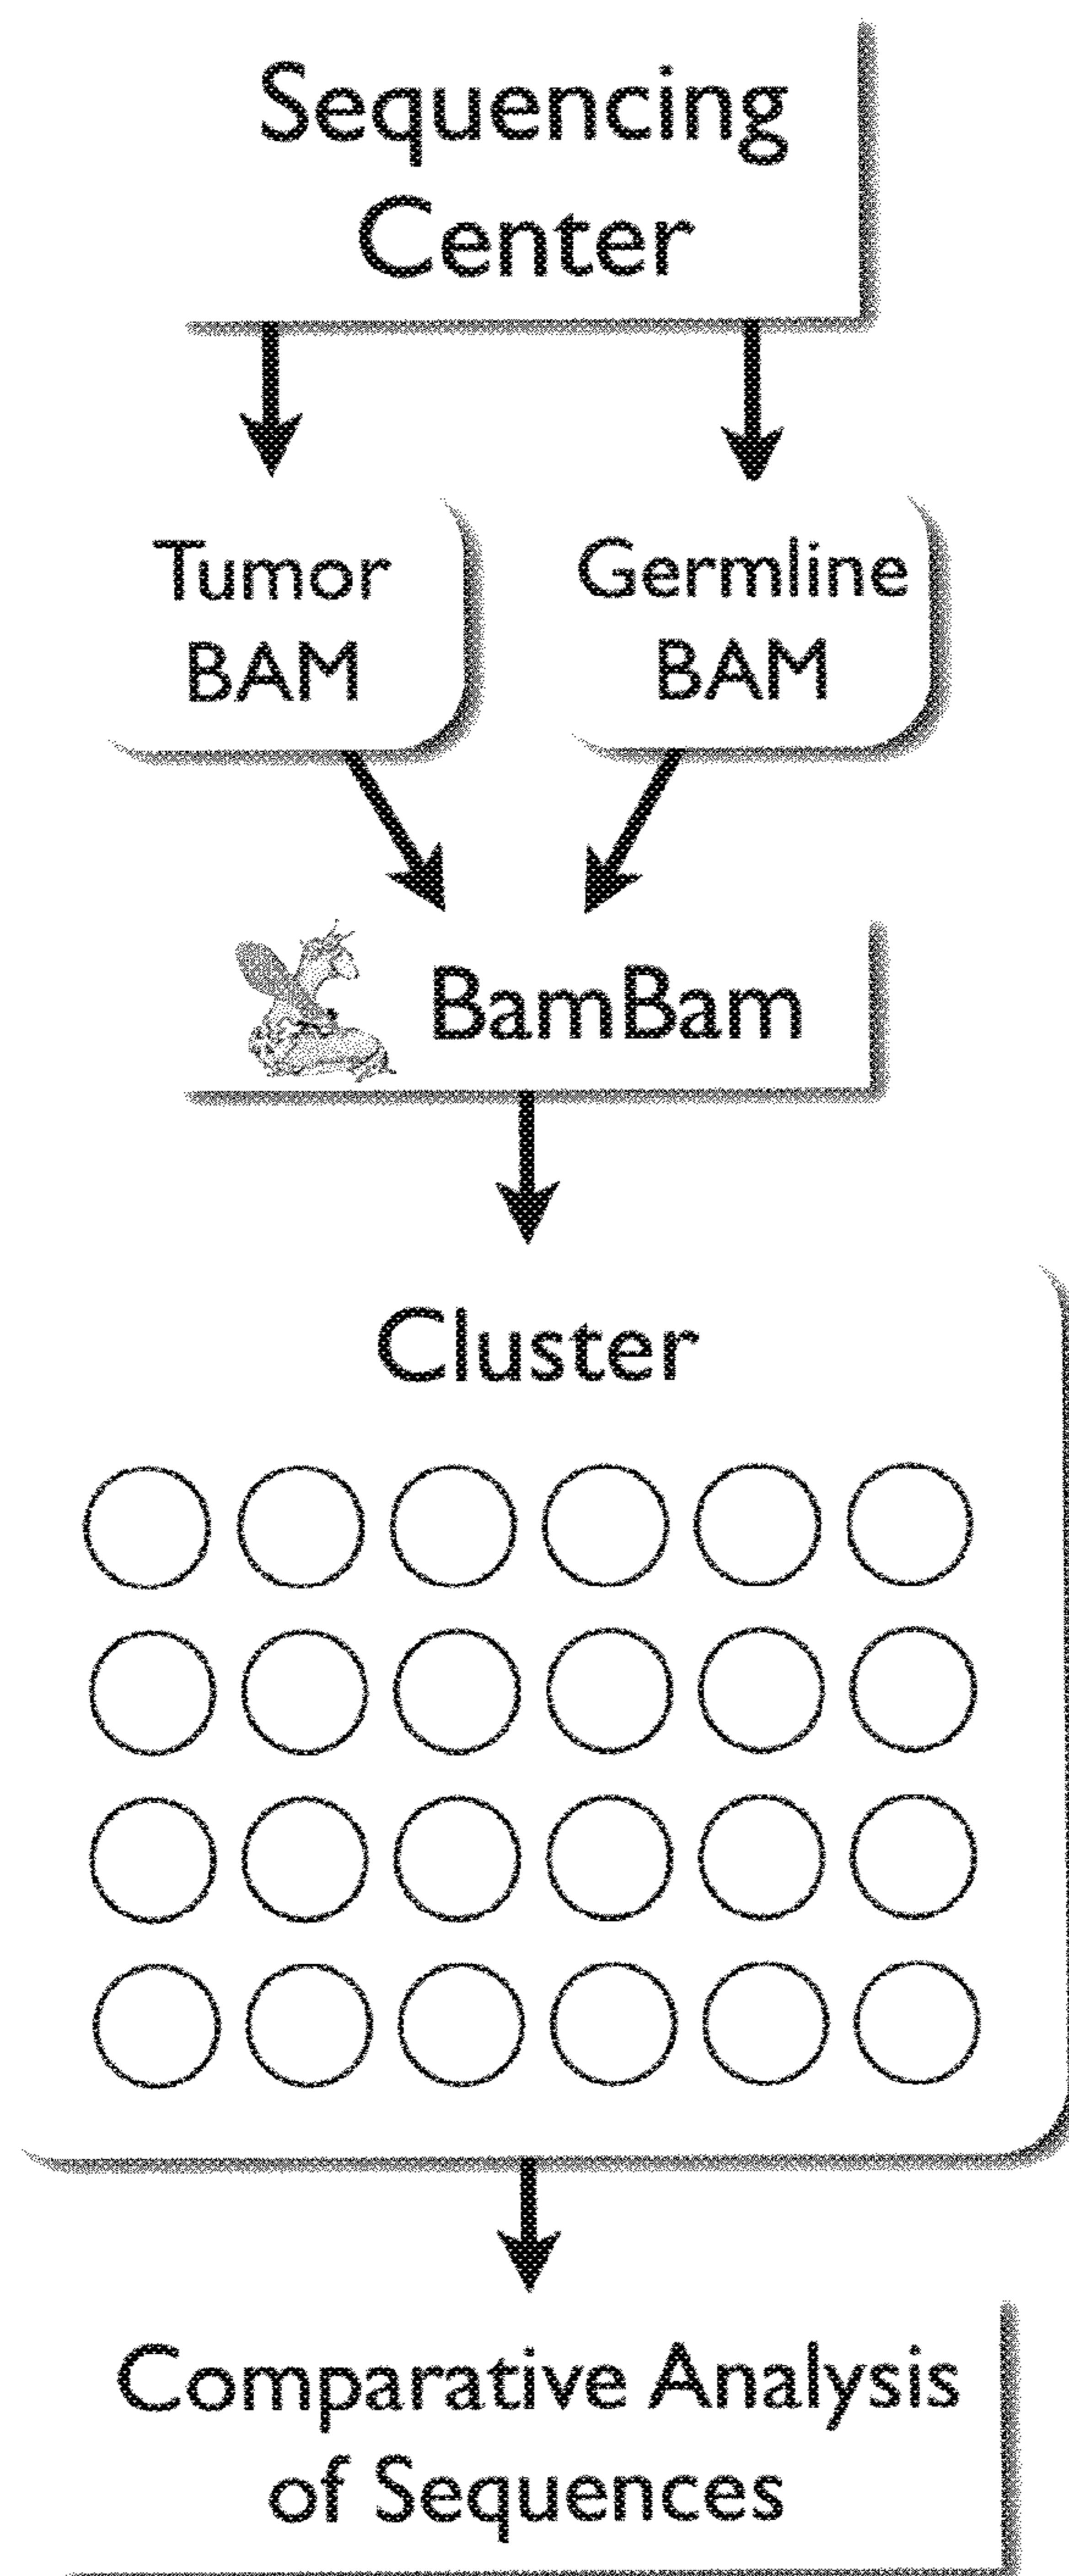 Sequencing
Center
Tumor
BAM
Germline
BAM
BamBam
Cluster
Comparative Analysis
of Sequences